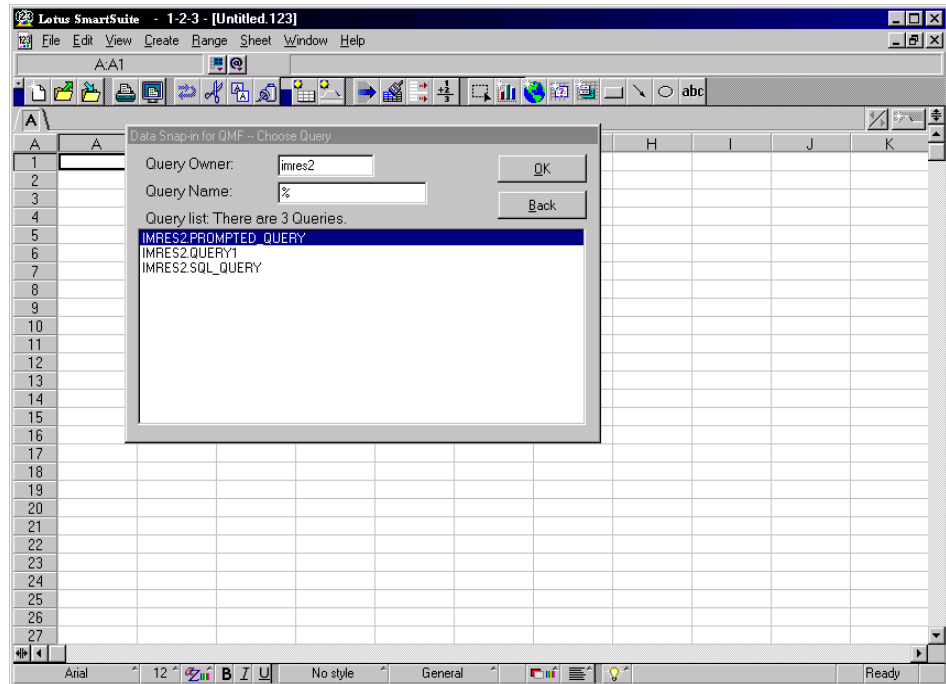 Lotus SmartSuite - 1-2-3 - [Untitled.123]
File Edit View Create Range Sheet Window Help
A:A1
abc
A
A A H I J K
Data Snap-in for QMF -- Choose Query
Query Owner: imres2 OK
Query Name: % Back
Query list: There are 3 Queries.
IMRES2.PROMPTED_QUERY
IMRES2.QUERY1
IMRES2.SQL_QUERY
1
2
3
4
5
6
7
8
9
10
11
12
13
14
15
16
17
18
19
20
21
22
23
24
25
26
27
Arial 12 B I U No style General Ready